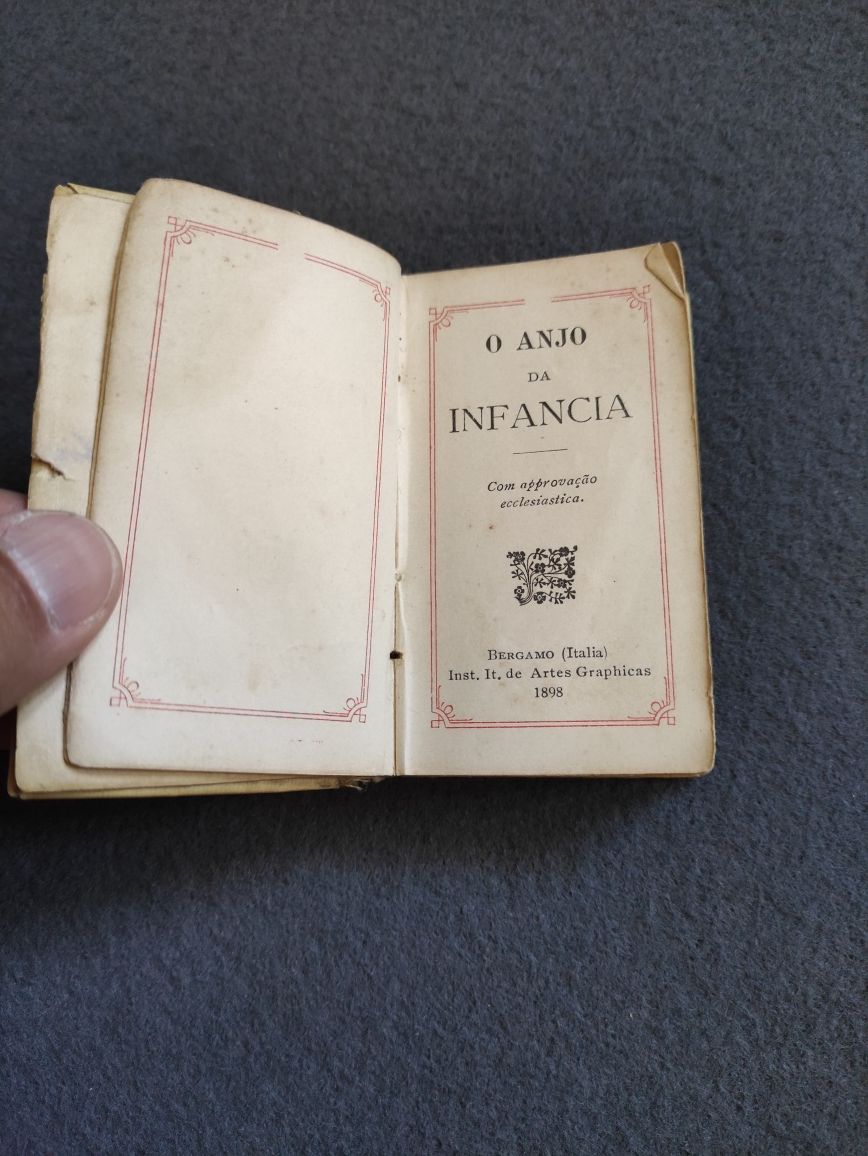 O ANJO
DA
INFANCIA
Com approvação
ecclesiastica.
BERGAMO (Italia)
Inst. It. de Artes Graphicas
1898